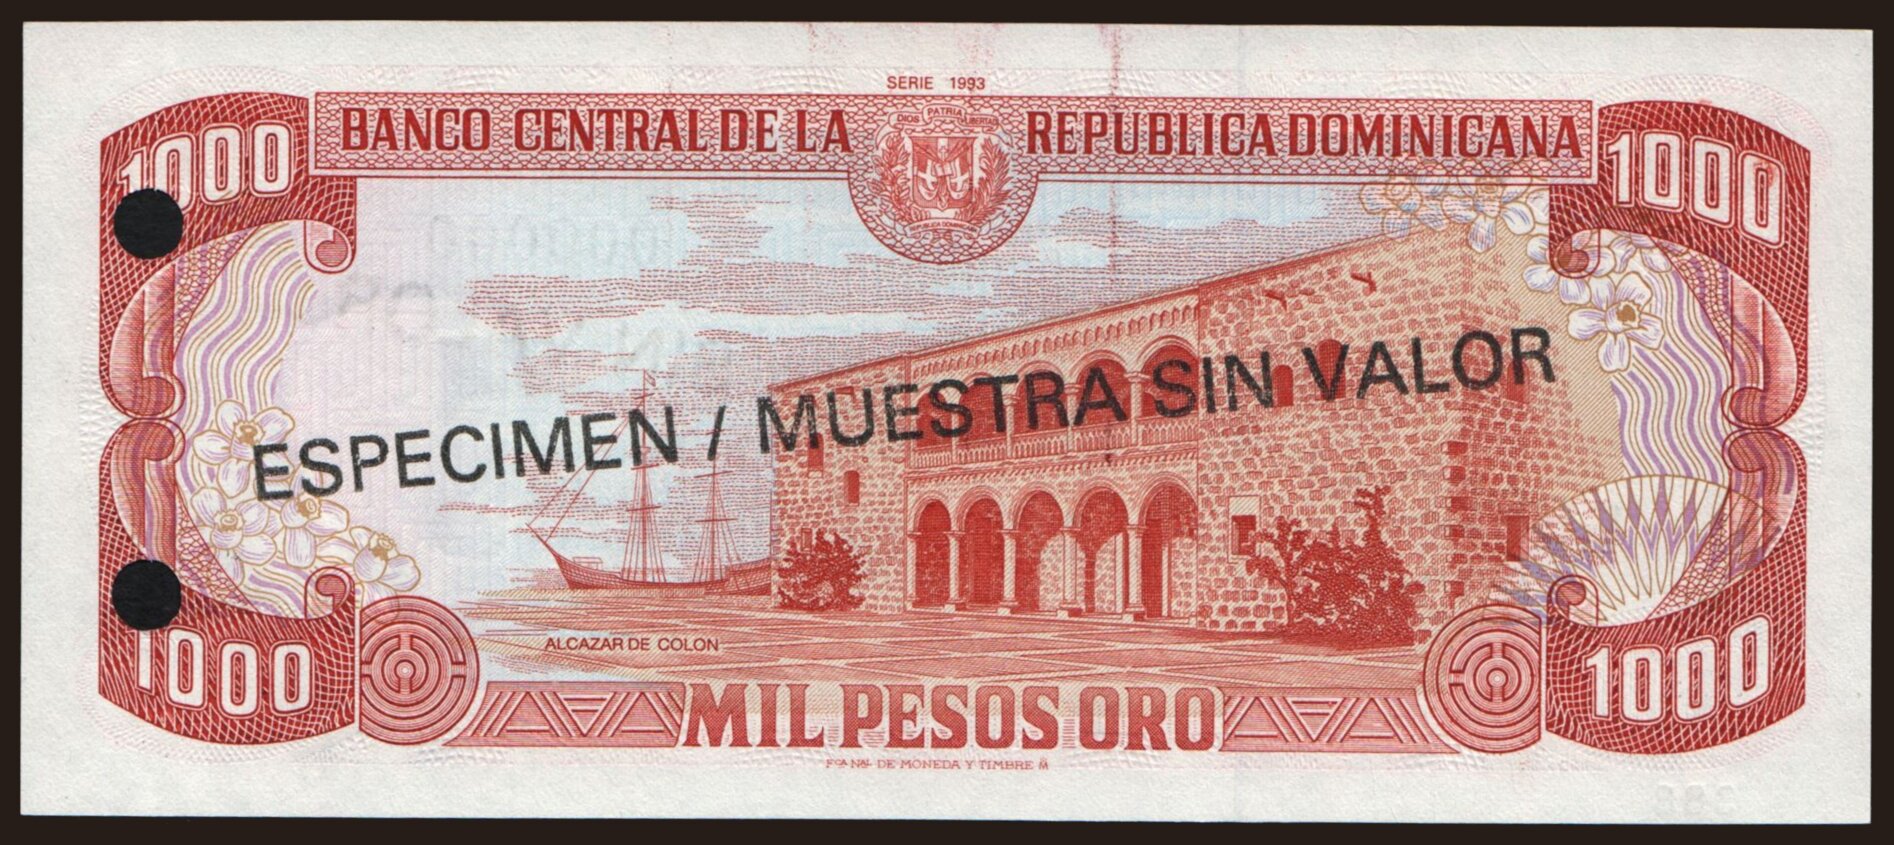 SERIE 1993
1000 BANCO CENTRAL DE LA REPUBLICA DOMINICANA 1000
DIOS PATRIA LIBERTAD
REPUBLICA DOMINICANA
ESPECIMEN / MUESTRA SIN VALOR
ALCAZAR DE COLON
1000 MIL PESOS ORO 1000
FCA NAL DE MONEDA Y TIMBRE M